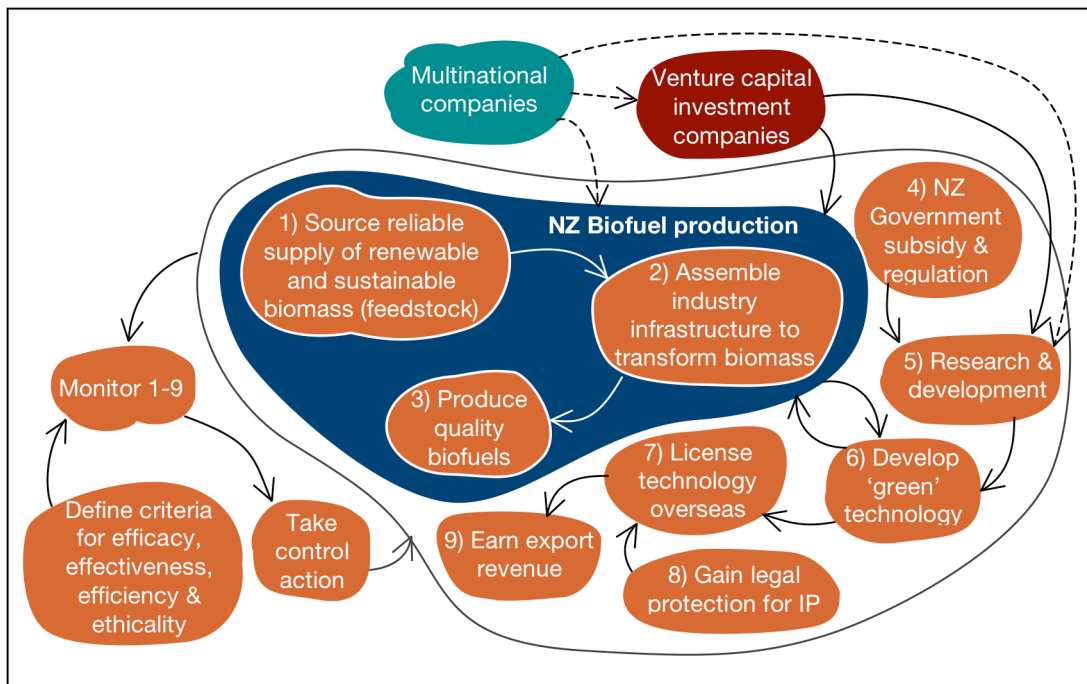 Multinational
companies
Venture capital
investment
companies
4) NZ
Government
subsidy &
regulation
NZ Biofuel production
1) Source reliable
supply of renewable
and sustainable
biomass (feedstock)
2) Assemble
industry
infrastructure to
transform biomass
5) Research &
development
Monitor 1-9
3) Produce
quality
biofuels
7) License
technology
overseas
6) Develop
‘green’
technology
Define criteria
for efficacy,
effectiveness,
efficiency &
ethicality
Take
control
action
9) Earn export
revenue
8) Gain legal
protection for IP